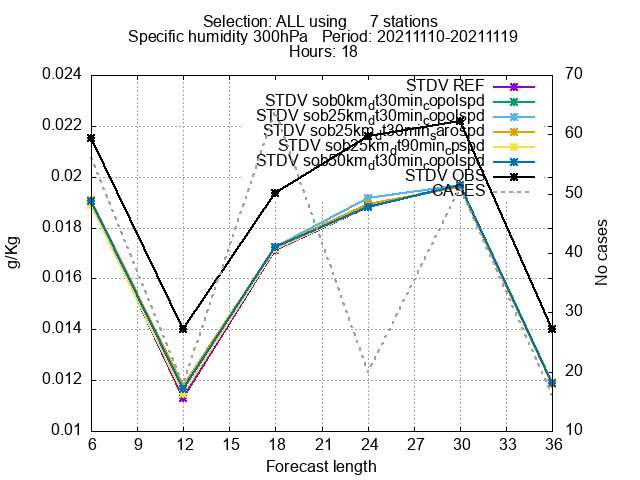 Selection: ALL using 7 stations
Specific humidity 300hPa Period: 20211110-20211119
Hours: 18
0.024
0.022
0.02
0.018
0.016
0.014
0.012
0.01
g/Kg
70
60
50
40
30
20
10
No cases
STDV REF
STDV sob0km_dt30min_copolspd
STDV sob25km_dt30min_copolspd
STDV sob25km_dt30min_sarospd
STDV sob25km_dt90min_cpspd
STDV sob50km_dt30min_copolspd
STDV OBS
CASES
6 9 12 15 18 21 24 27 30 33 36
Forecast length